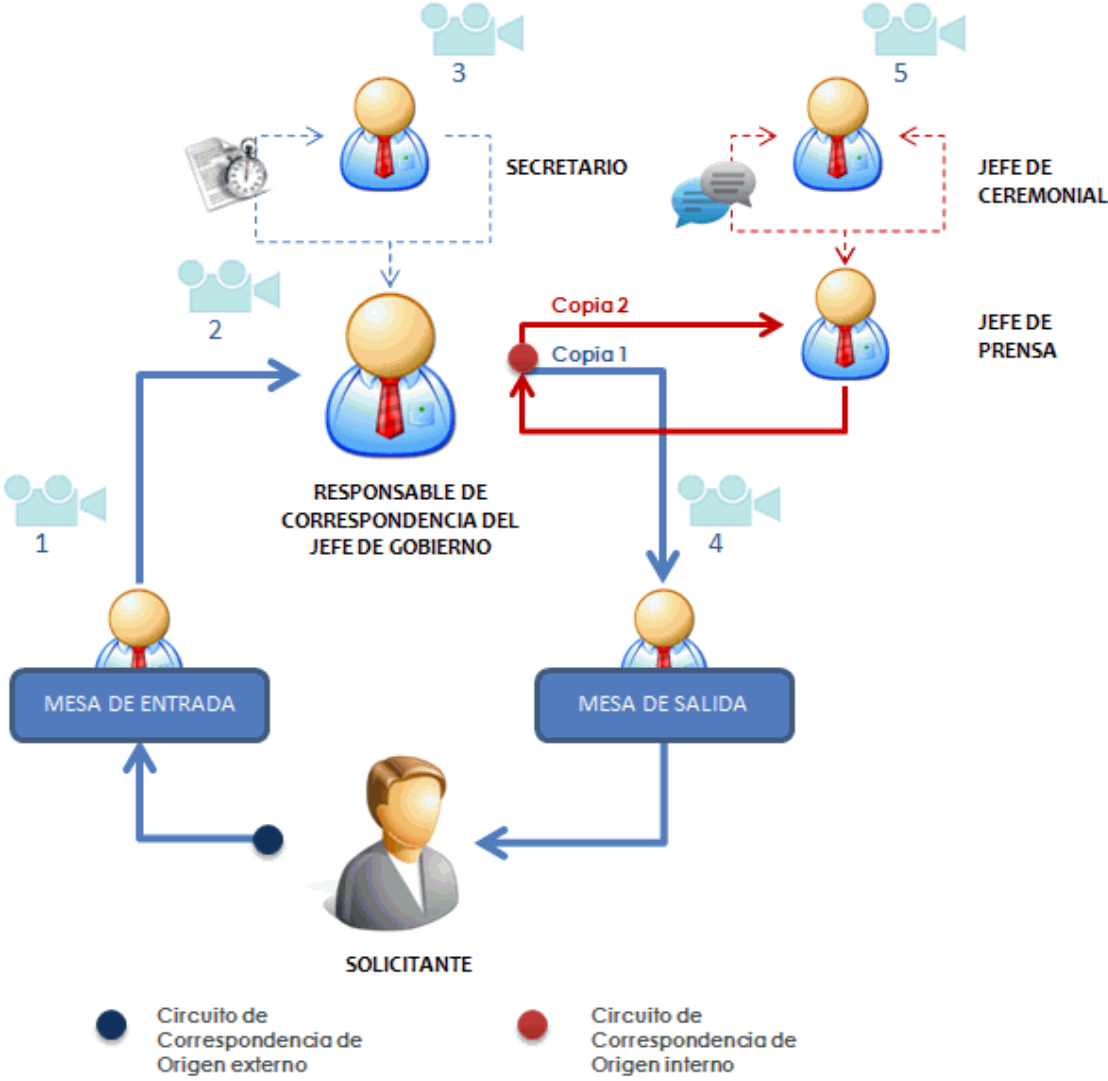 3
5
SECRETARIO
JEFE DE
CEREMONIAL
2
Copia 2
JEFE DE
PRENSA
Copia 1
RESPONSABLE DE
CORRESPONDENCIA DEL
JEFE DE GOBIERNO
1
4
MESA DE ENTRADA
MESA DE SALIDA
SOLICITANTE
Circuito de
Correspondencia de
Origen externo
Circuito de
Correspondencia de
Origen interno